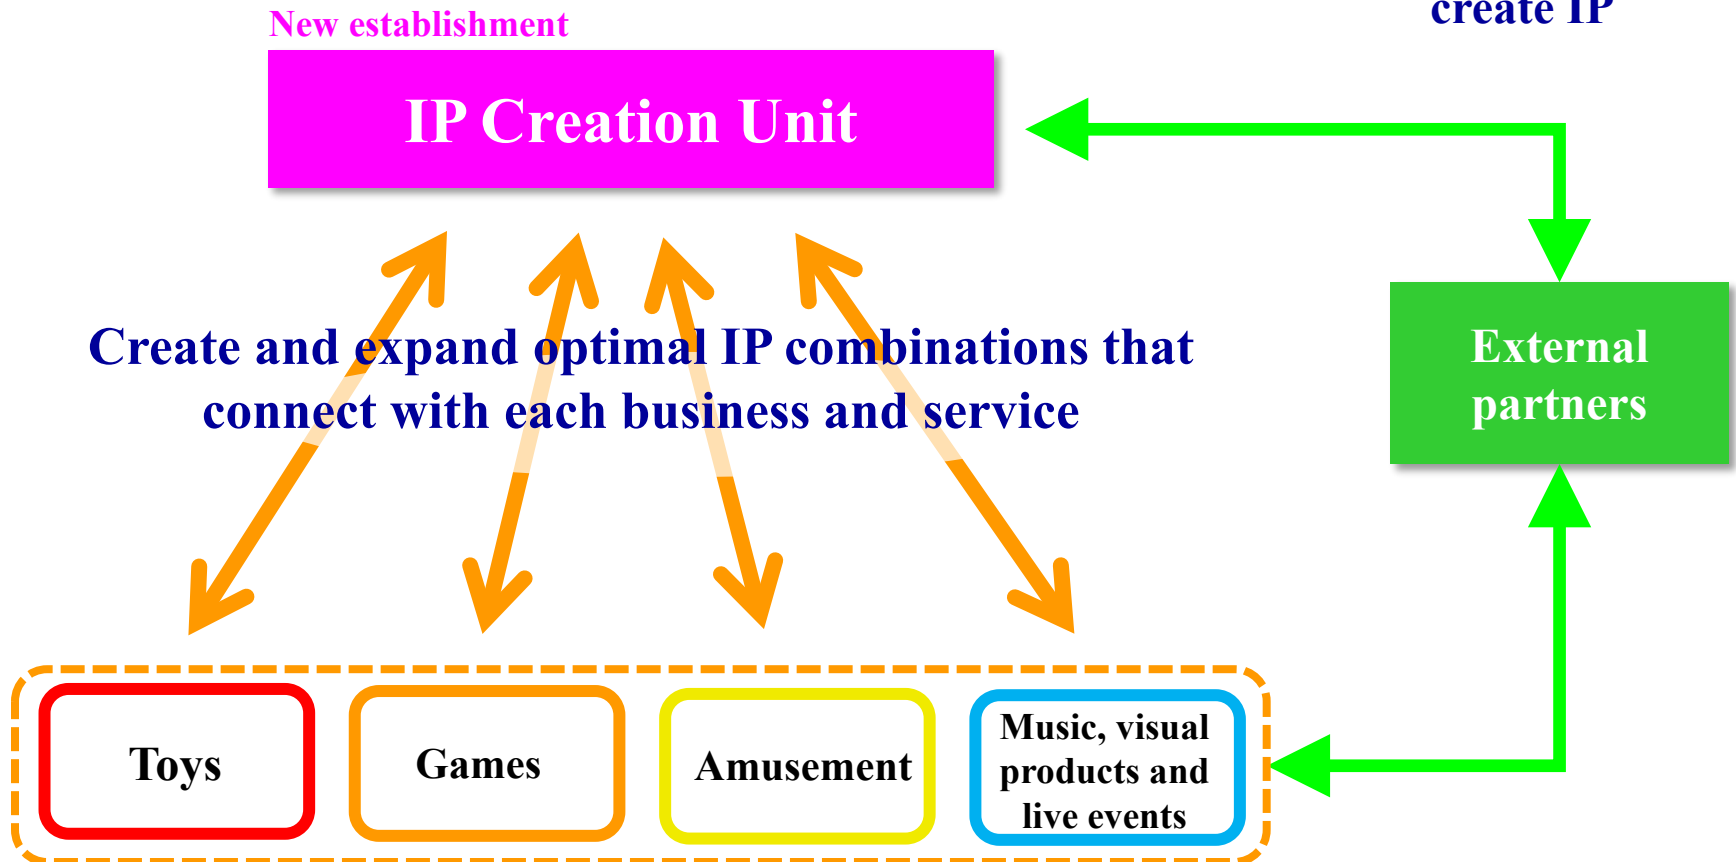 create IP
New establishment
IP Creation Unit
Create and expand optimal IP combinations that
connect with each business and service
External
partners
Toys
Games
Amusement
Music, visual
products and
live events